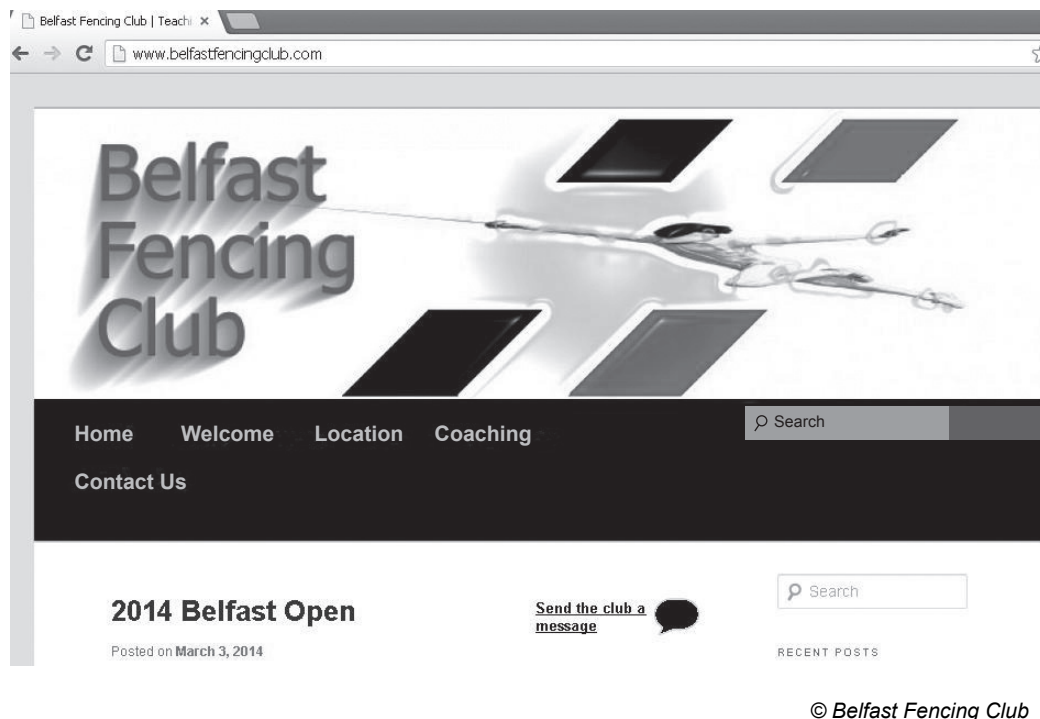 Belfast Fencing Club | Teachi
www.belfastfencingclub.com
Belfast
Fencing
Club
Home Welcome Location Coaching
Search
Contact Us
2014 Belfast Open
Posted on March 3, 2014
Send the club a
message
Search
RECENT POSTS
© Belfast Fencing Club